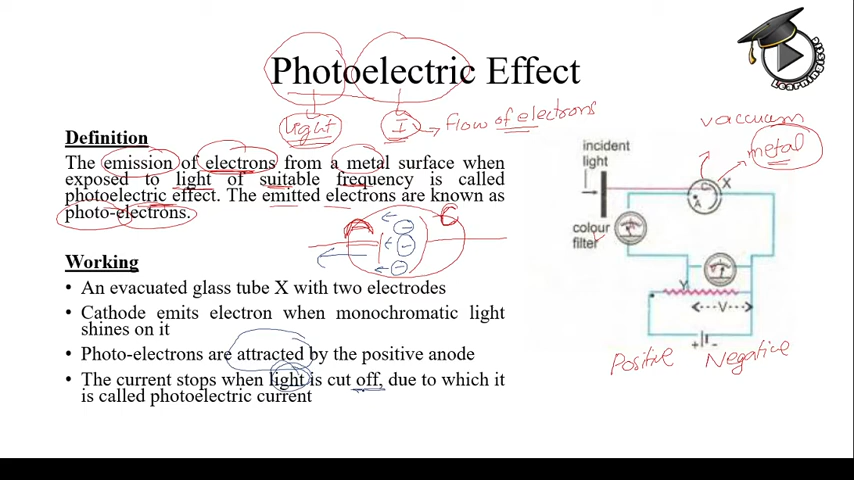 Photoelectric Effect
light I → flow of electrons
Definition
The emission of electrons from a metal surface when
exposed to light of suitable frequency is called
photoelectric effect. The emitted electrons are known as
photo-electrons.
A C
Working
• An evacuated glass tube X with two electrodes
• Cathode emits electron when monochromatic light
shines on it
• Photo-electrons are attracted by the positive anode
• The current stops when light is cut off, due to which it
is called photoelectric current
vaccuum
metal
incident
light
C X
A
colour
filter
Y
V
+ -
Positive Negative